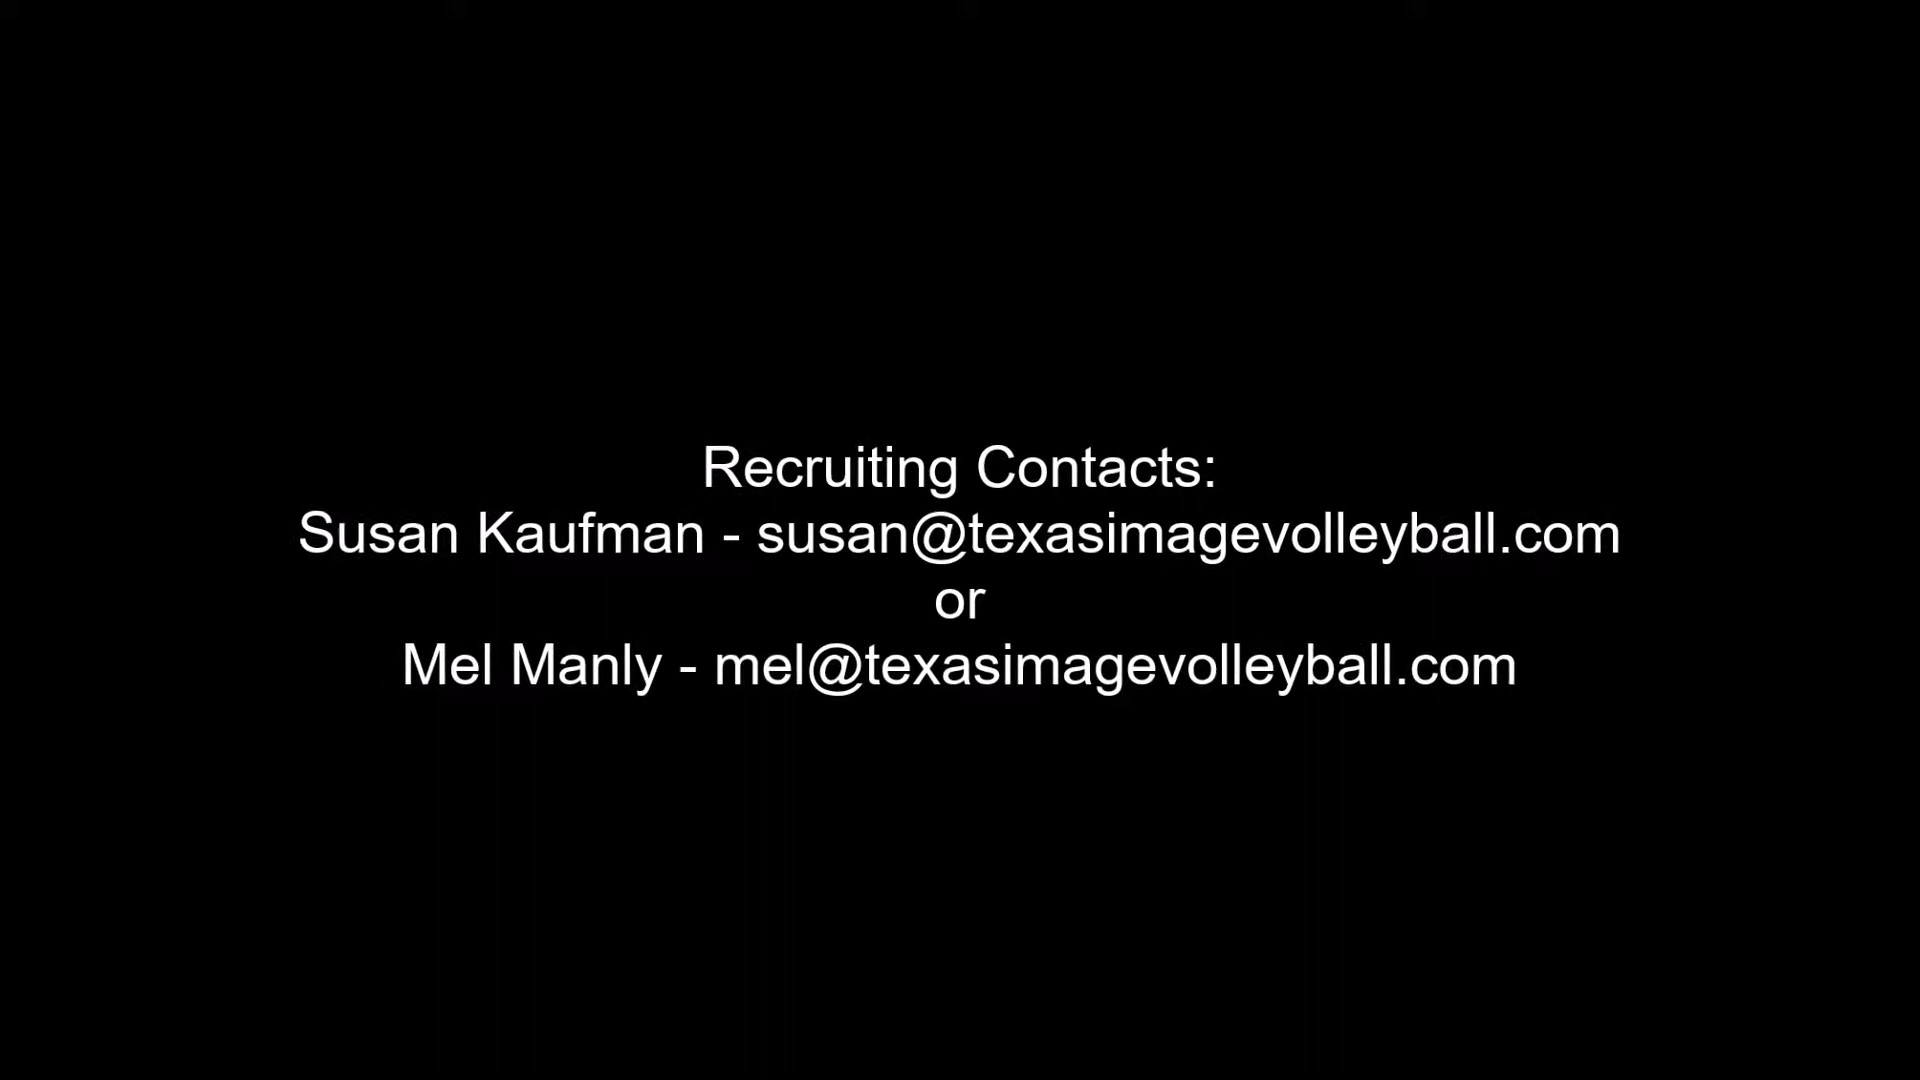 Recruiting Contacts:
Susan Kaufman - susan@texasimagevolleyball.com
or
Mel Manly - mel@texasimagevolleyball.com